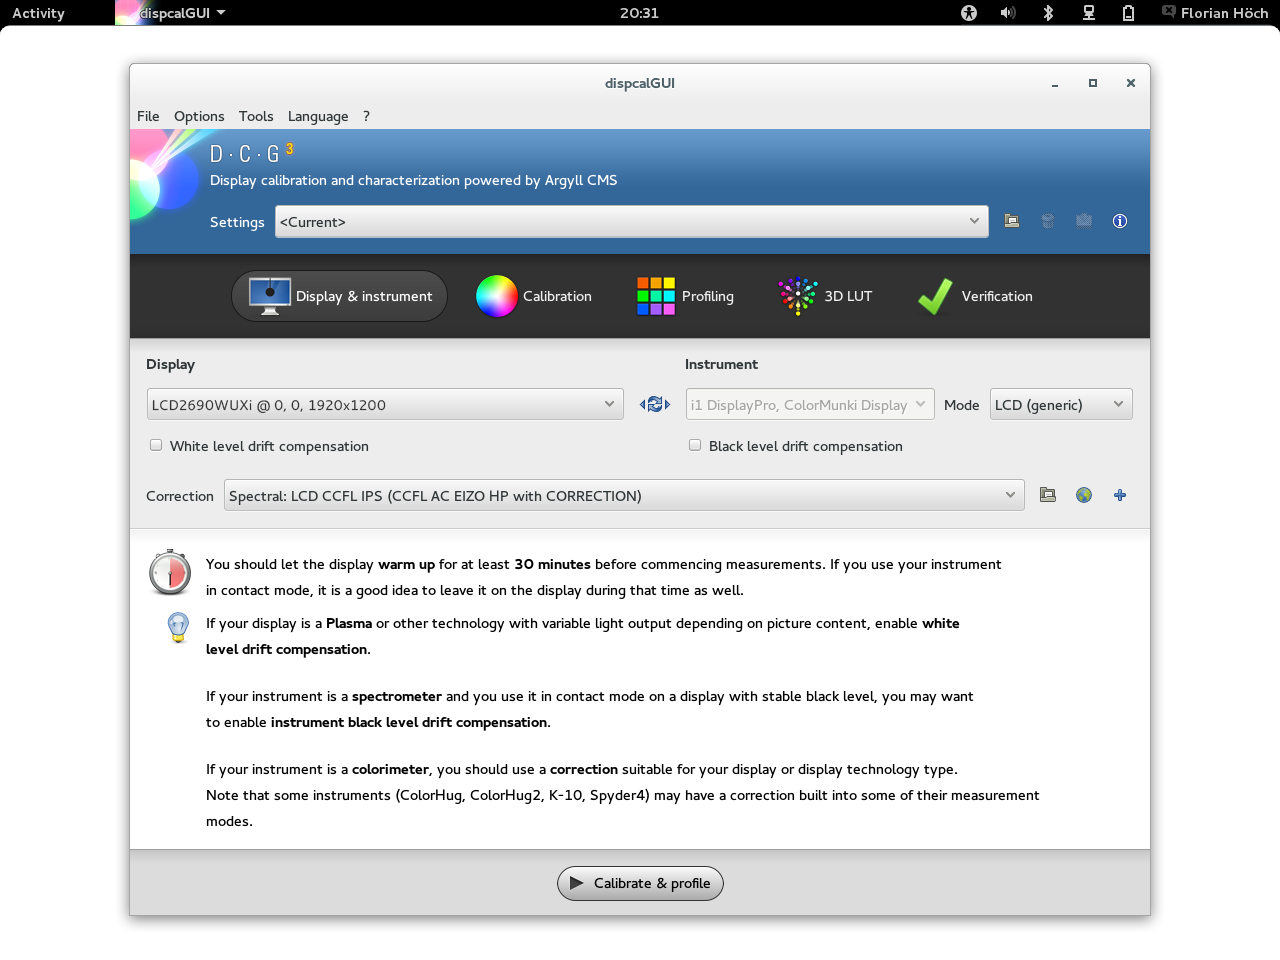 Activity dispcalGUI 20:31 Florian Höch
dispcalGUI
File Options Tools Language ?
D · C · G 3
Display calibration and characterization powered by Argyll CMS
Settings <Current>
Display & instrument Calibration Profiling 3D LUT Verification
Display Instrument
LCD2690WUXi @ 0, 0, 1920x1200 i1 DisplayPro, ColorMunki Display Mode LCD (generic)
White level drift compensation Black level drift compensation
Correction Spectral: LCD CCFL IPS (CCFL AC EIZO HP with CORRECTION)
You should let the display warm up for at least 30 minutes before commencing measurements. If you use your instrument
in contact mode, it is a good idea to leave it on the display during that time as well.
If your display is a Plasma or other technology with variable light output depending on picture content, enable white
level drift compensation.
If your instrument is a spectrometer and you use it in contact mode on a display with stable black level, you may want
to enable instrument black level drift compensation.
If your instrument is a colorimeter, you should use a correction suitable for your display or display technology type.
Note that some instruments (ColorHug, ColorHug2, K-10, Spyder4) may have a correction built into some of their measurement
modes.
Calibrate & profile